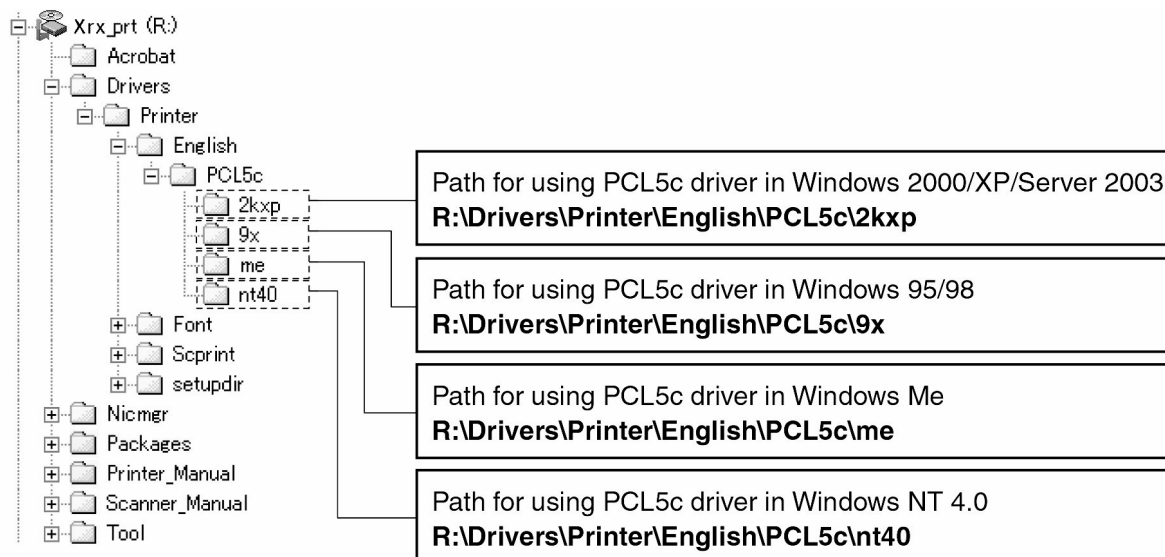 Xrx_prt (R:)
Acrobat
Drivers
Printer
English
PCL5c
2kxp
9x
me
nt40
Font
Scprint
setupdir
Nicmgr
Packages
Printer_Manual
Scanner_Manual
Tool
Path for using PCL5c driver in Windows 2000/XP/Server 2003
R:\Drivers\Printer\English\PCL5c\2kxp
Path for using PCL5c driver in Windows 95/98
R:\Drivers\Printer\English\PCL5c\9x
Path for using PCL5c driver in Windows Me
R:\Drivers\Printer\English\PCL5c\me
Path for using PCL5c driver in Windows NT 4.0
R:\Drivers\Printer\English\PCL5c\nt40